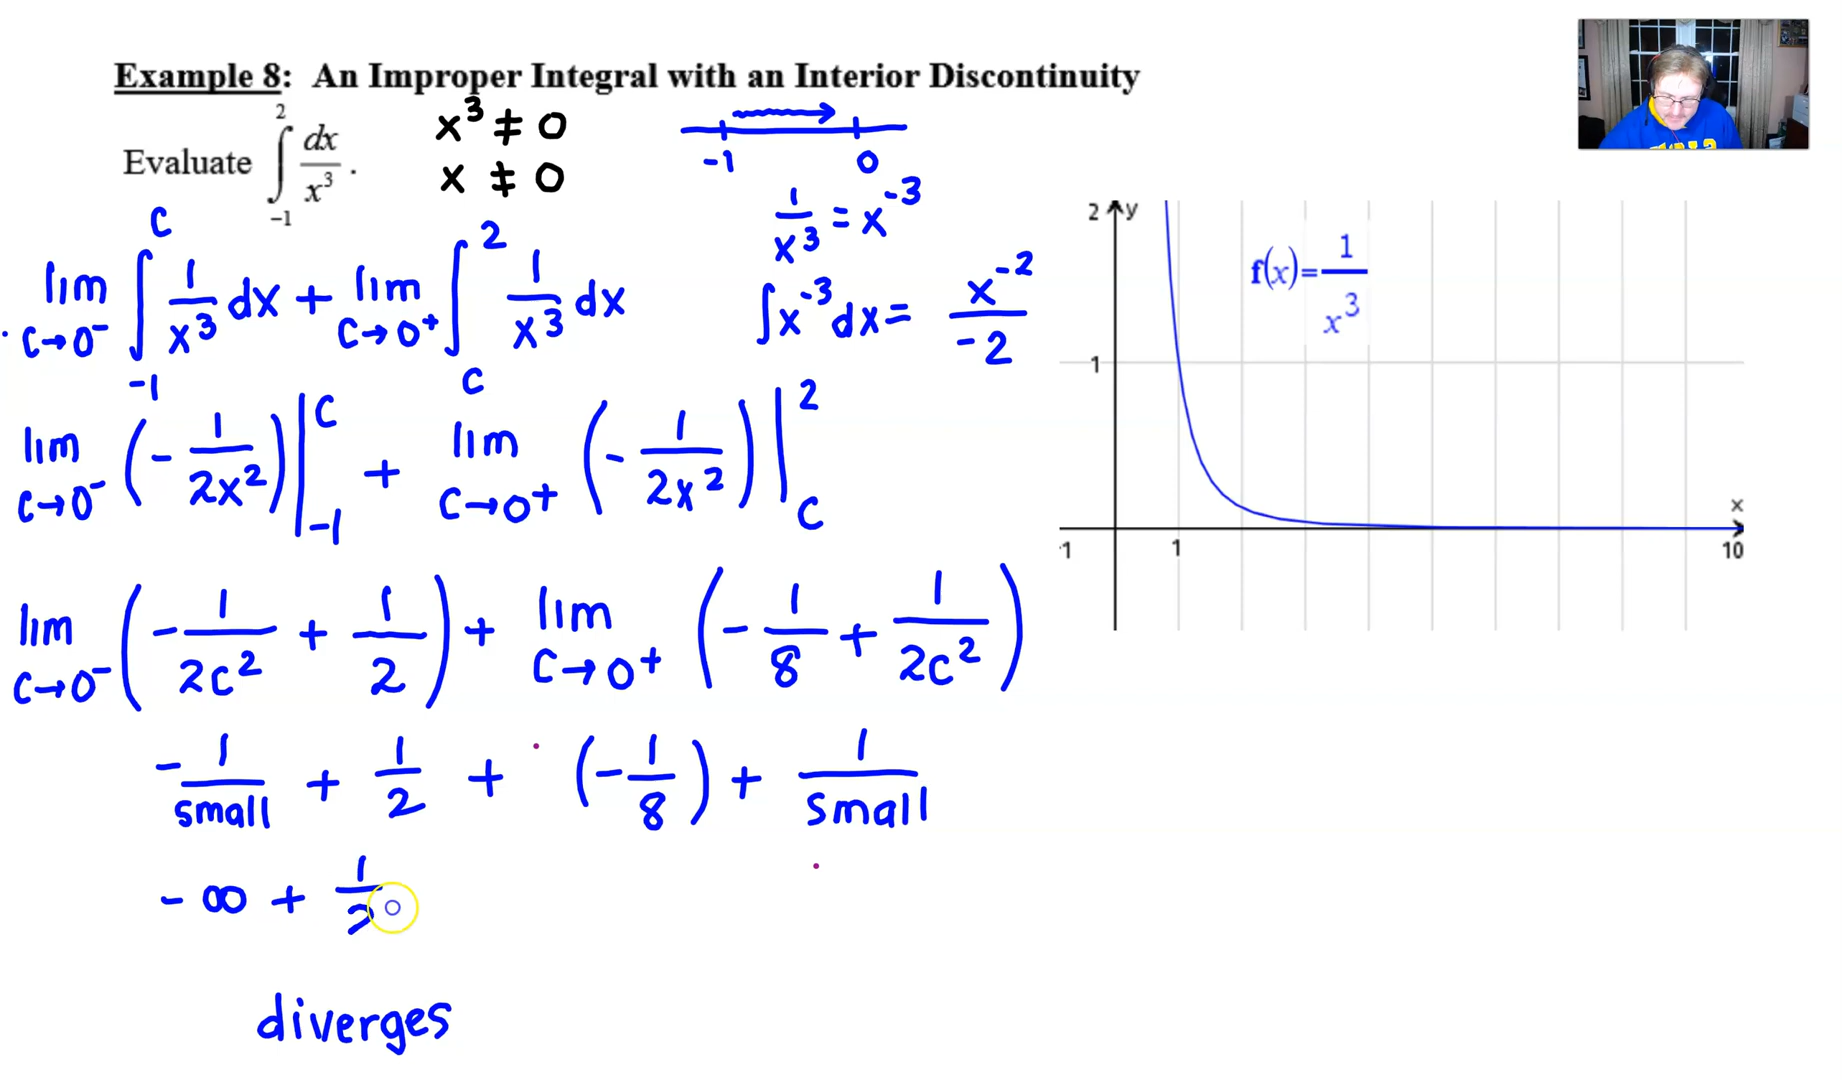 Example 8: An Improper Integral with an Interior Discontinuity
Evaluate ∫_{-1}^{2} dx/x³ .
x³ ≠ 0
x ≠ 0
-1 0
1/x³ = x^{-3}
∫x^{-3}dx = x^{-2}/-2
lim_{c→0⁻} ∫_{-1}^{c} 1/x³ dx + lim_{c→0⁺} ∫_{c}^{2} 1/x³ dx
lim_{c→0⁻} (-1/2x²)|_{-1}^{c} + lim_{c→0⁺} (-1/2x²)|_{c}^{2}
lim_{c→0⁻} (-1/2c² + 1/2) + lim_{c→0⁺} (-1/8 + 1/2c²)
-1/small + 1/2 + (-1/8) + 1/small
-∞ + 1/2
diverges
2 y
f(x)=1/x³
1
x
-1 1 10